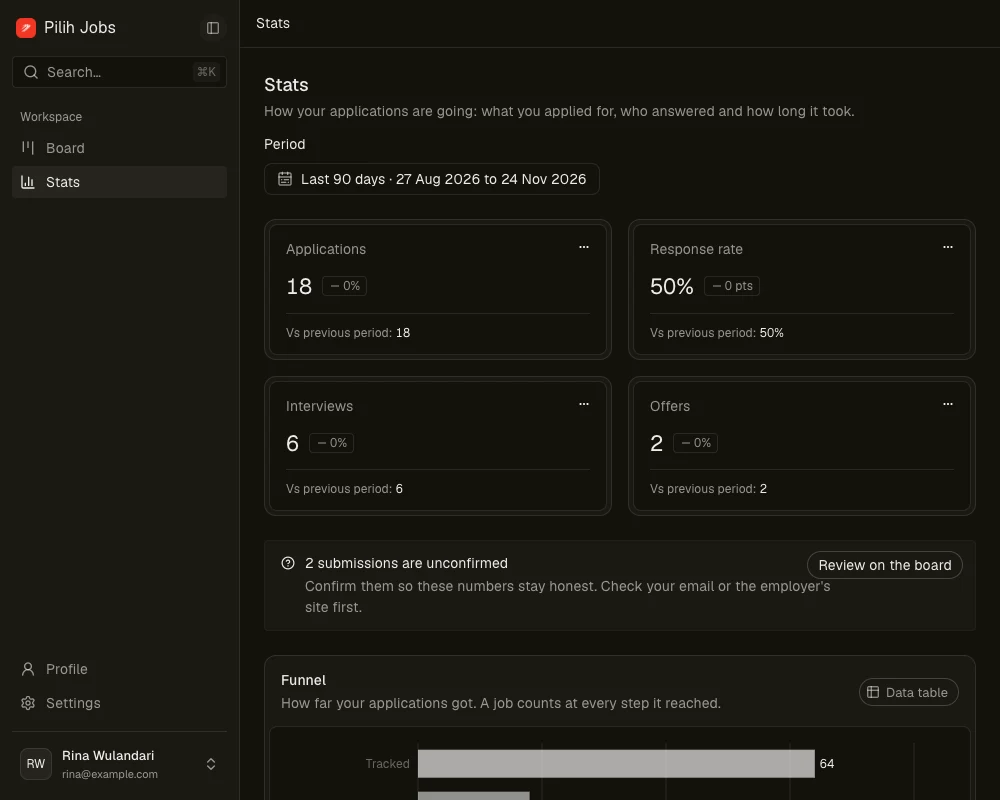 Pilih Jobs
Search...
⌘K
Workspace
Board
Stats
Profile
Settings
RW
Rina Wulandari
rina@example.com
Stats
Stats
How your applications are going: what you applied for, who answered and how long it took.
Period
Last 90 days · 27 Aug 2026 to 24 Nov 2026
Applications
18 — 0%
Vs previous period: 18
Response rate
50% — 0 pts
Vs previous period: 50%
Interviews
6 — 0%
Vs previous period: 6
Offers
2 — 0%
Vs previous period: 2
2 submissions are unconfirmed
Confirm them so these numbers stay honest. Check your email or the employer's
site first.
Review on the board
Funnel
How far your applications got. A job counts at every step it reached.
Data table
Tracked 64